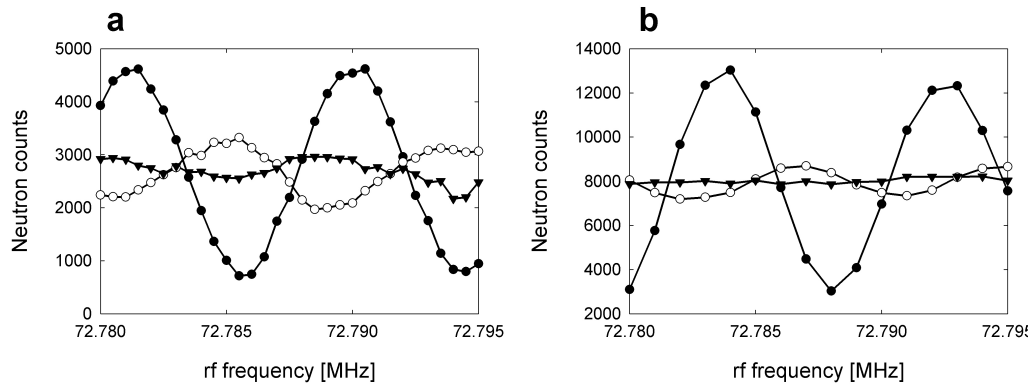 a
5000
4000
3000
2000
1000
0
72.780 72.785 72.790 72.795
Neutron counts
rf frequency [MHz]
b
14000
12000
10000
8000
6000
4000
2000
72.780 72.785 72.790 72.795
Neutron counts
rf frequency [MHz]